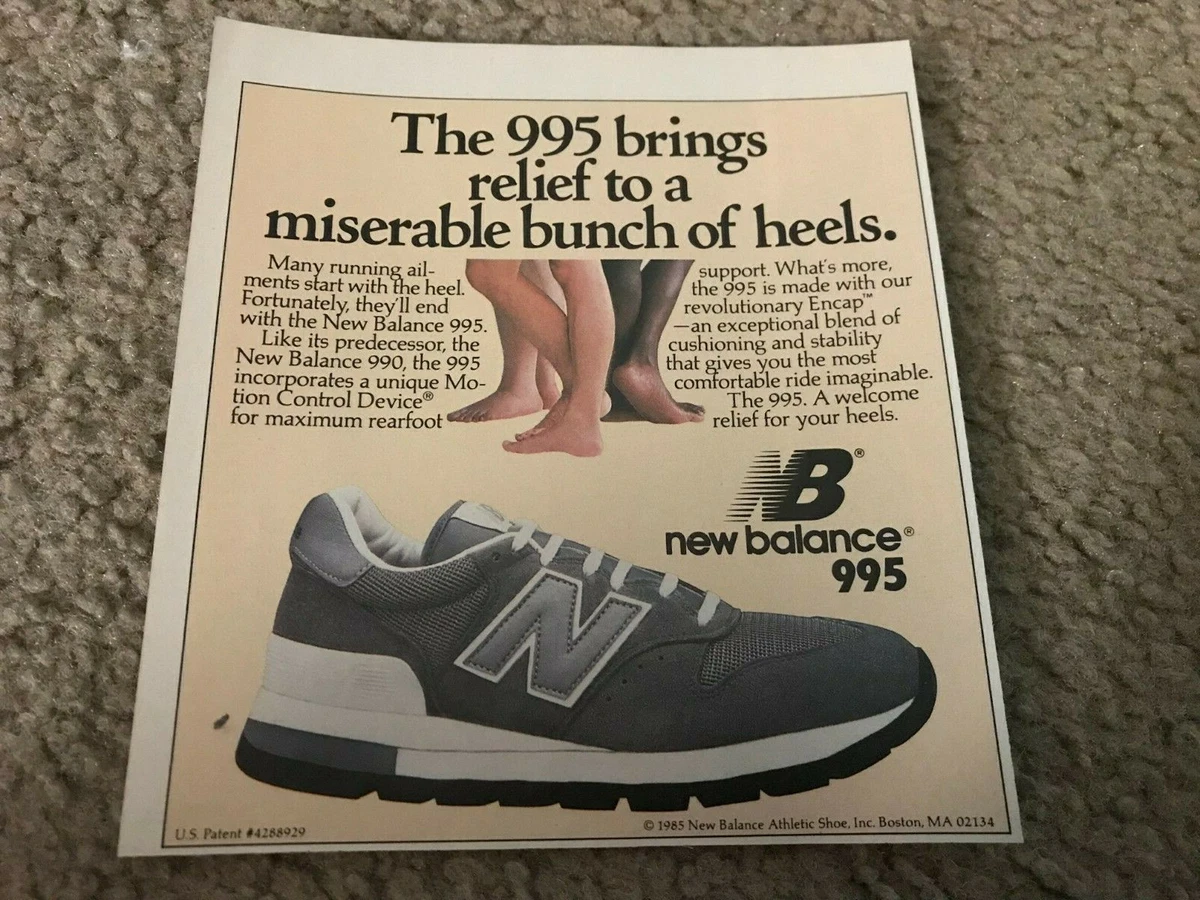 The 995 brings
relief to a
miserable bunch of heels.
Many running ail-
ments start with the heel.
Fortunately, they'll end
with the New Balance 995.
Like its predecessor, the
New Balance 990, the 995
incorporates a unique Mo-
tion Control Device®
for maximum rearfoot
support. What's more,
the 995 is made with our
revolutionary Encap™
—an exceptional blend of
cushioning and stability
that gives you the most
comfortable ride imaginable.
The 995. A welcome
relief for your heels.
NB®
new balance®
995
N
U.S. Patent #4288929
© 1985 New Balance Athletic Shoe, Inc. Boston, MA 02134